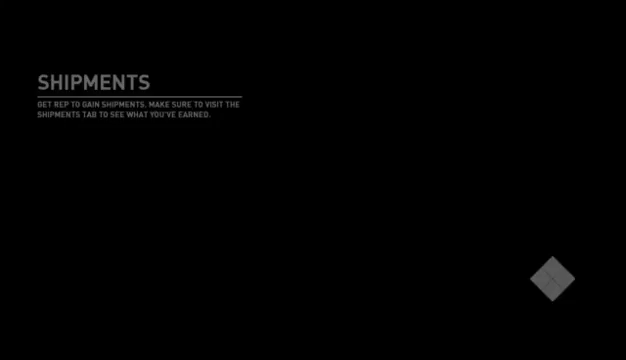 SHIPMENTS
GET REP TO GAIN SHIPMENTS. MAKE SURE TO VISIT THE
SHIPMENTS TAB TO SEE WHAT YOU'VE EARNED.